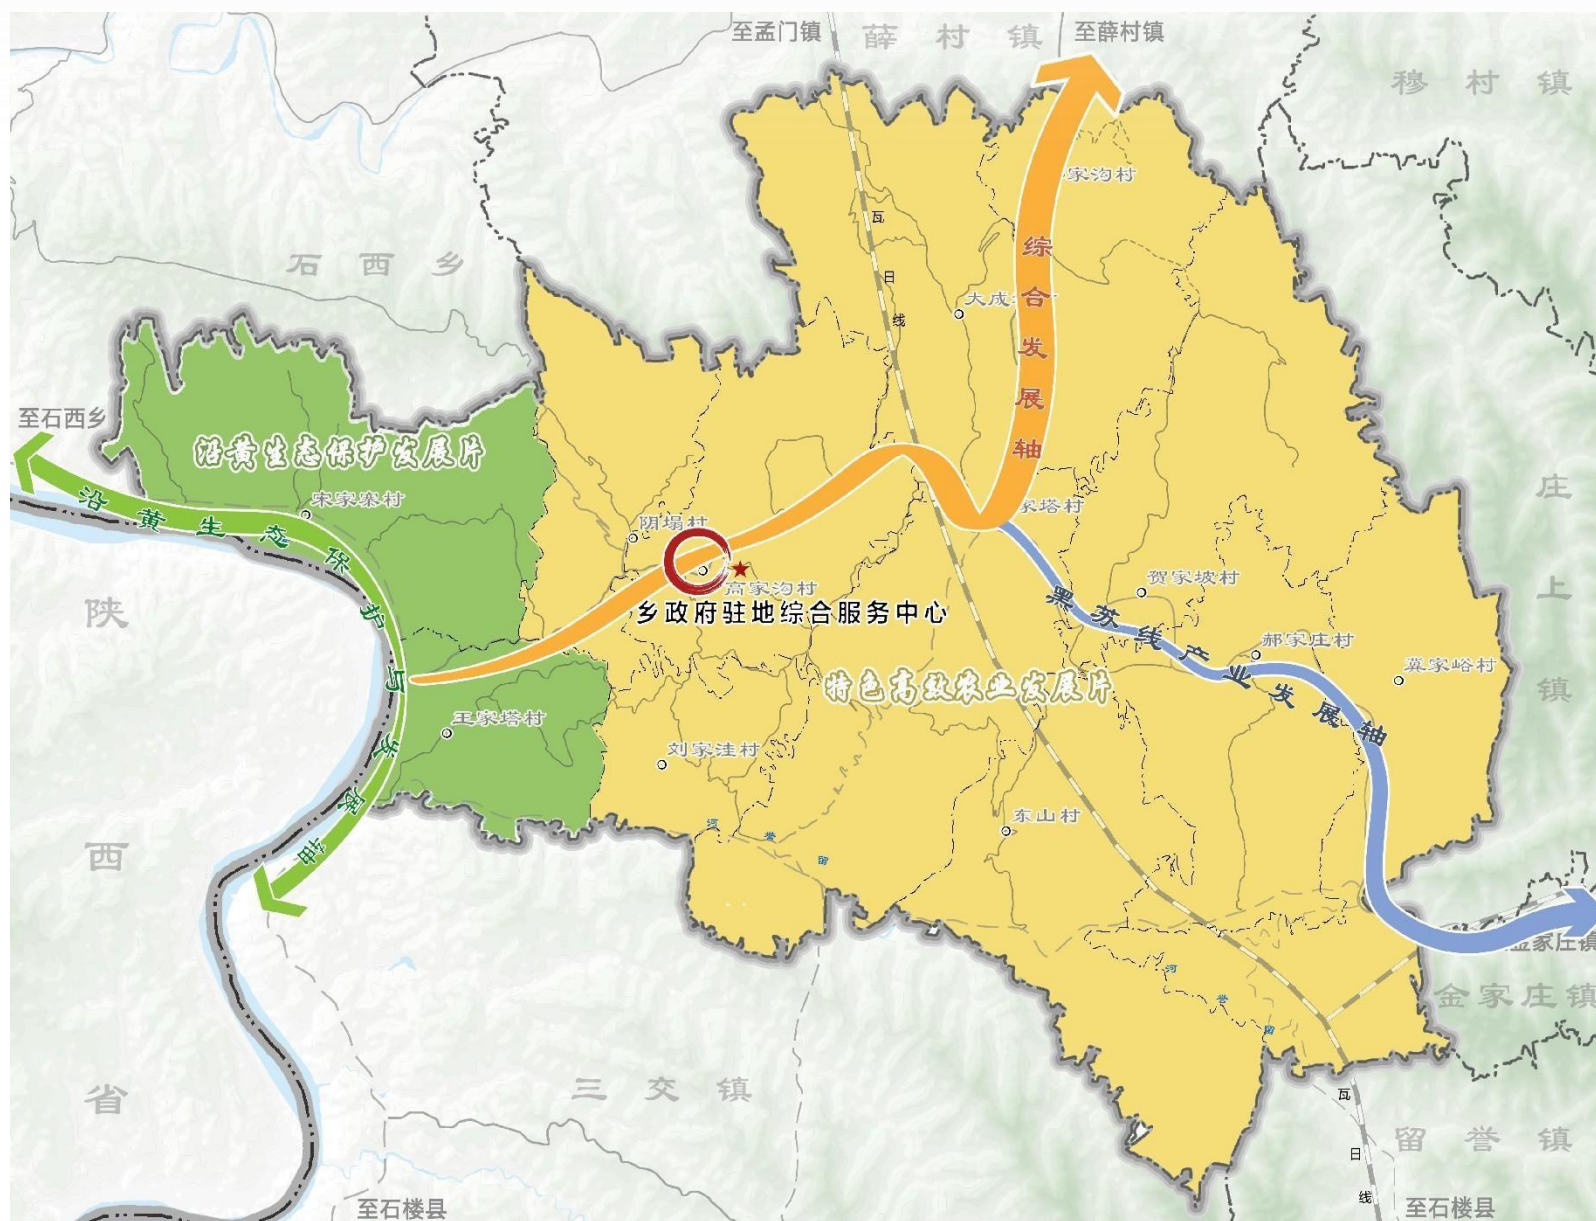 至孟门镇
薛村镇
至薛村镇
穆村镇
家沟村
瓦日线
综合发展轴
大成
石西乡
至石西乡
沿黄生态保护发展片
宋家寨村
沿黄生态保护与发展轴
阴塌村
家塔村
高家沟村
乡政府驻地综合服务中心
贺家坡村
黑苏线产业发展轴
郝家庄村
冀家峪村
庄上镇
陕西省
特色高效农业发展片
王家塔村
刘家洼村
东山村
河誉留
河誉留
金家庄镇
金家庄镇
三交镇
瓦日线
留誉镇
至石楼县
至石楼县